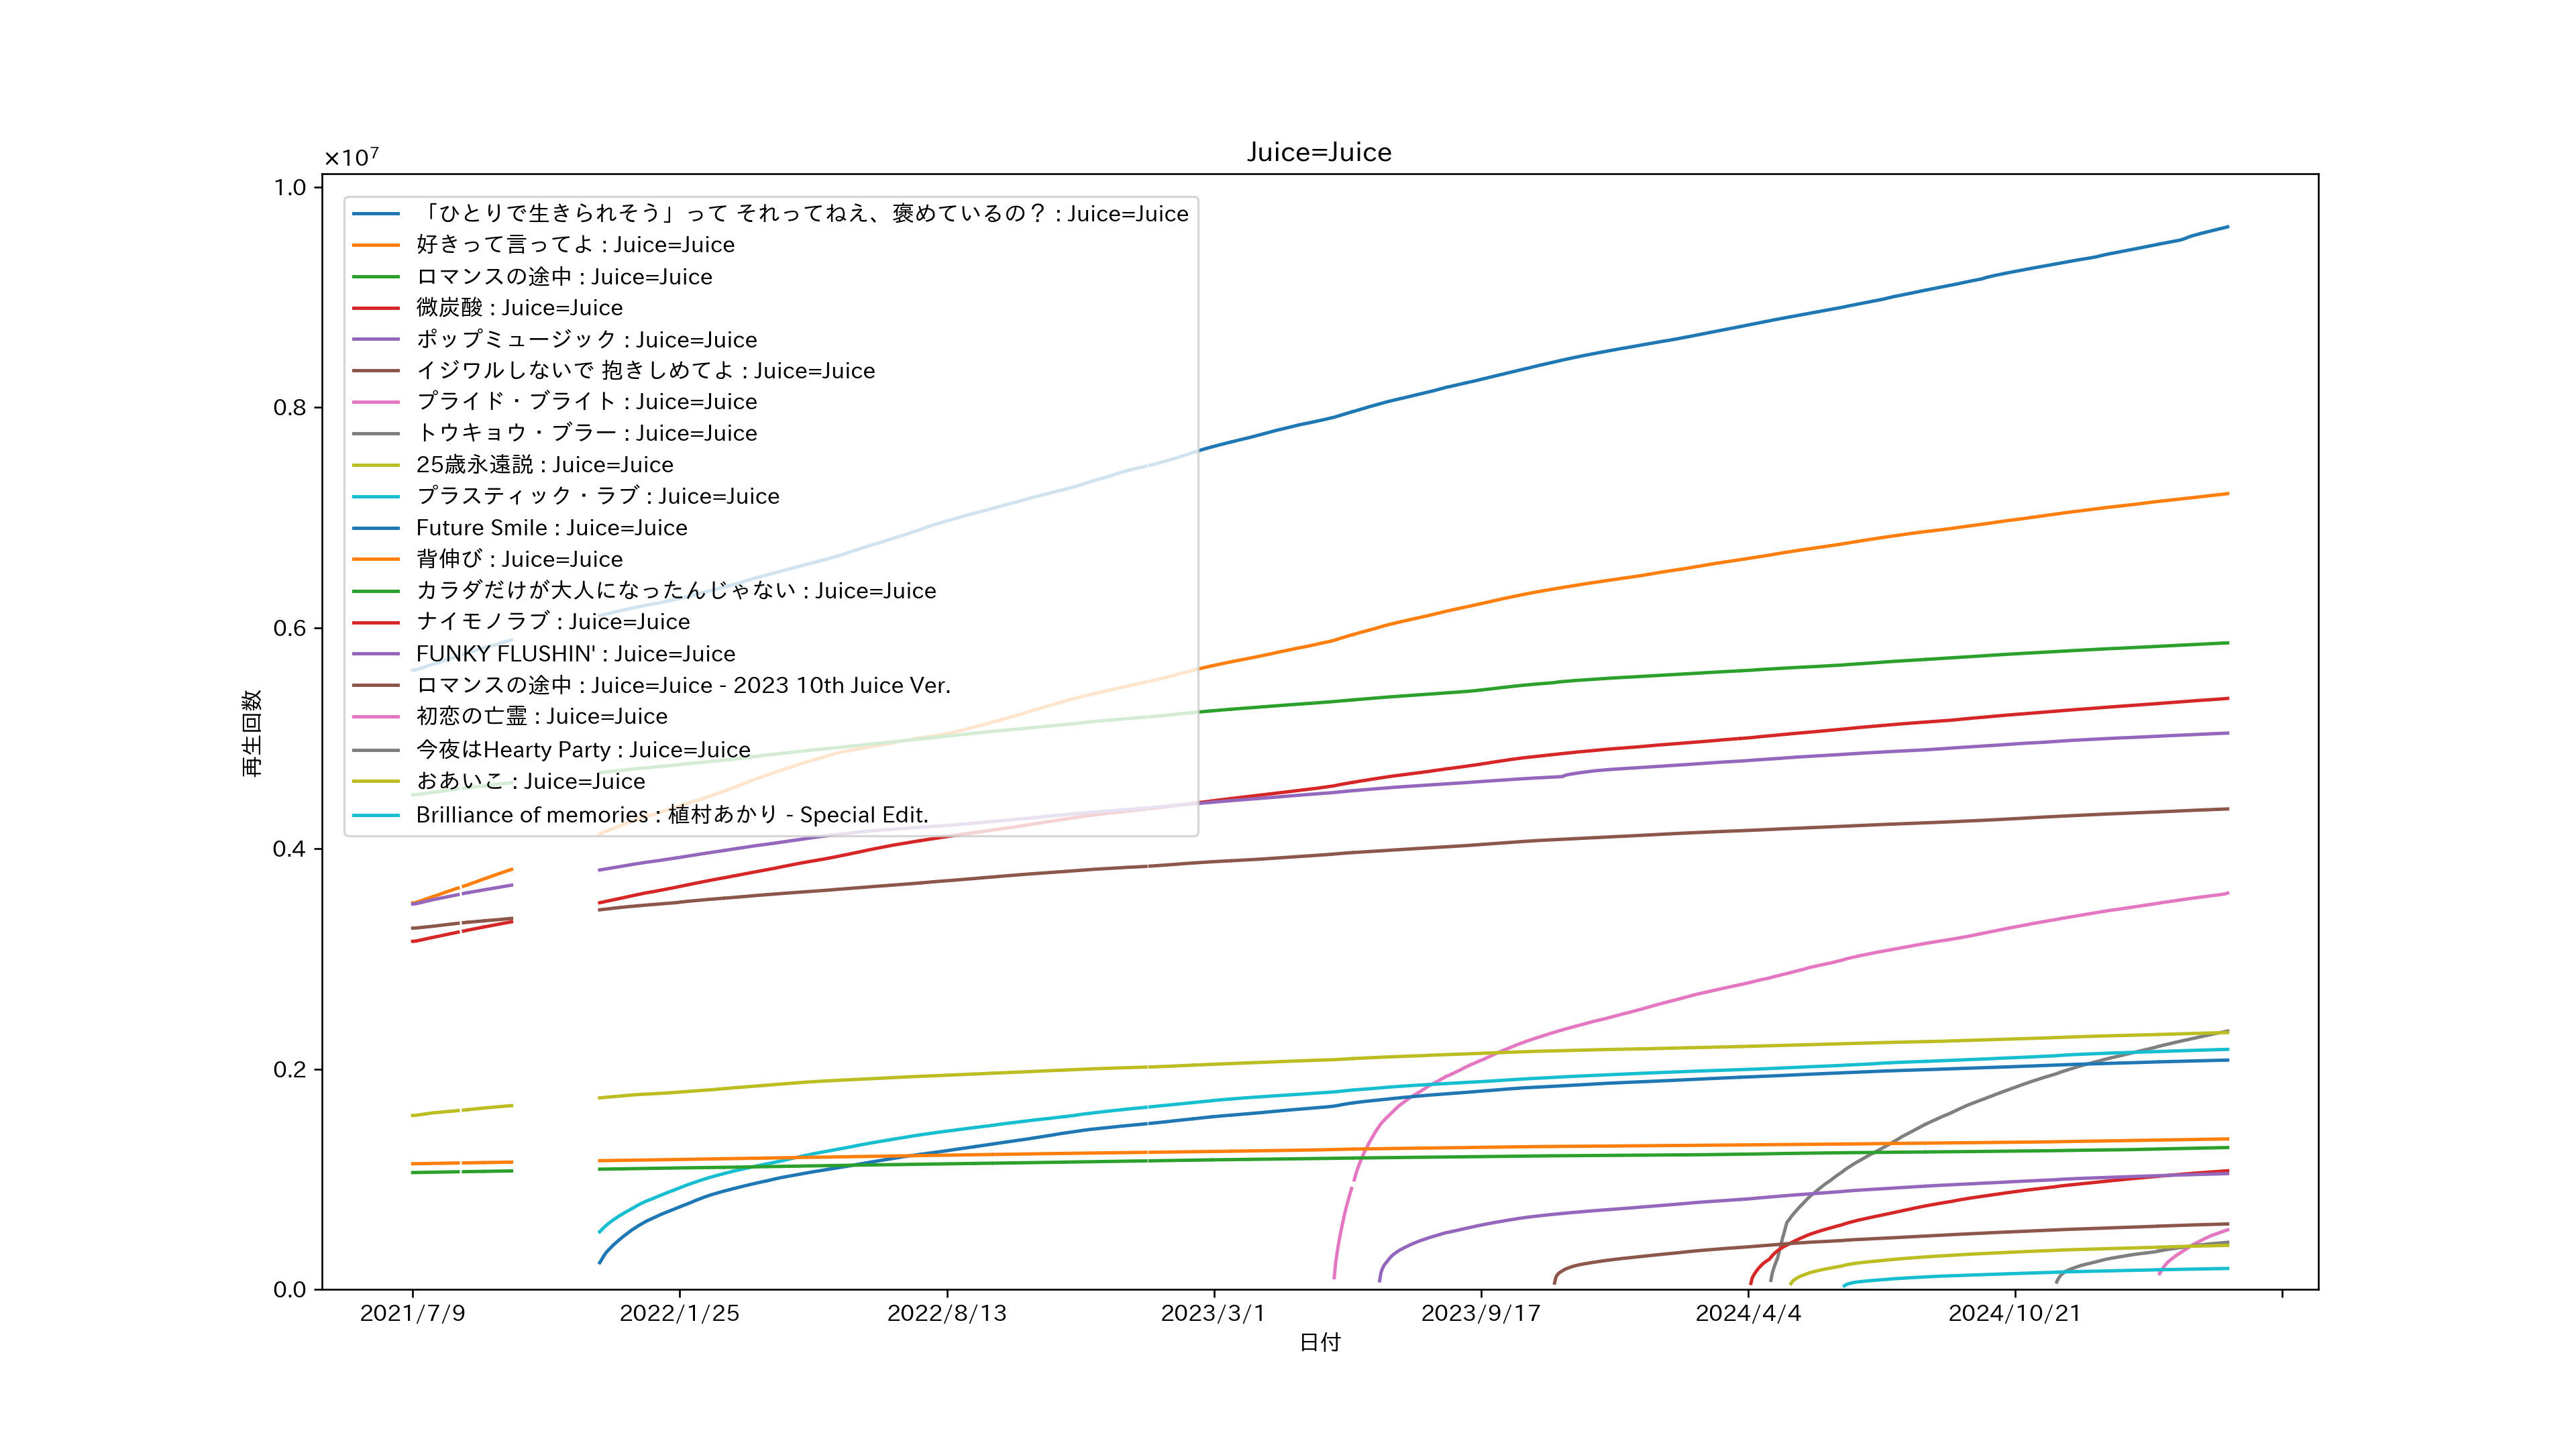 Juice=Juice
×10⁷
1.0
0.8
0.6
0.4
0.2
0.0
再生回数
「ひとりで生きられそう」って それってねえ、褒めているの？ : Juice=Juice
好きって言ってよ : Juice=Juice
ロマンスの途中 : Juice=Juice
微炭酸 : Juice=Juice
ポップミュージック : Juice=Juice
イジワルしないで 抱きしめてよ : Juice=Juice
プライド・ブライト : Juice=Juice
トウキョウ・ブラー : Juice=Juice
25歳永遠説 : Juice=Juice
プラスティック・ラブ : Juice=Juice
Future Smile : Juice=Juice
背伸び : Juice=Juice
カラダだけが大人になったんじゃない : Juice=Juice
ナイモノラブ : Juice=Juice
FUNKY FLUSHIN' : Juice=Juice
ロマンスの途中 : Juice=Juice - 2023 10th Juice Ver.
初恋の亡霊 : Juice=Juice
今夜はHearty Party : Juice=Juice
おあいこ : Juice=Juice
Brilliance of memories : 植村あかり - Special Edit.
2021/7/9
2022/1/25
2022/8/13
2023/3/1
2023/9/17
2024/4/4
2024/10/21
日付